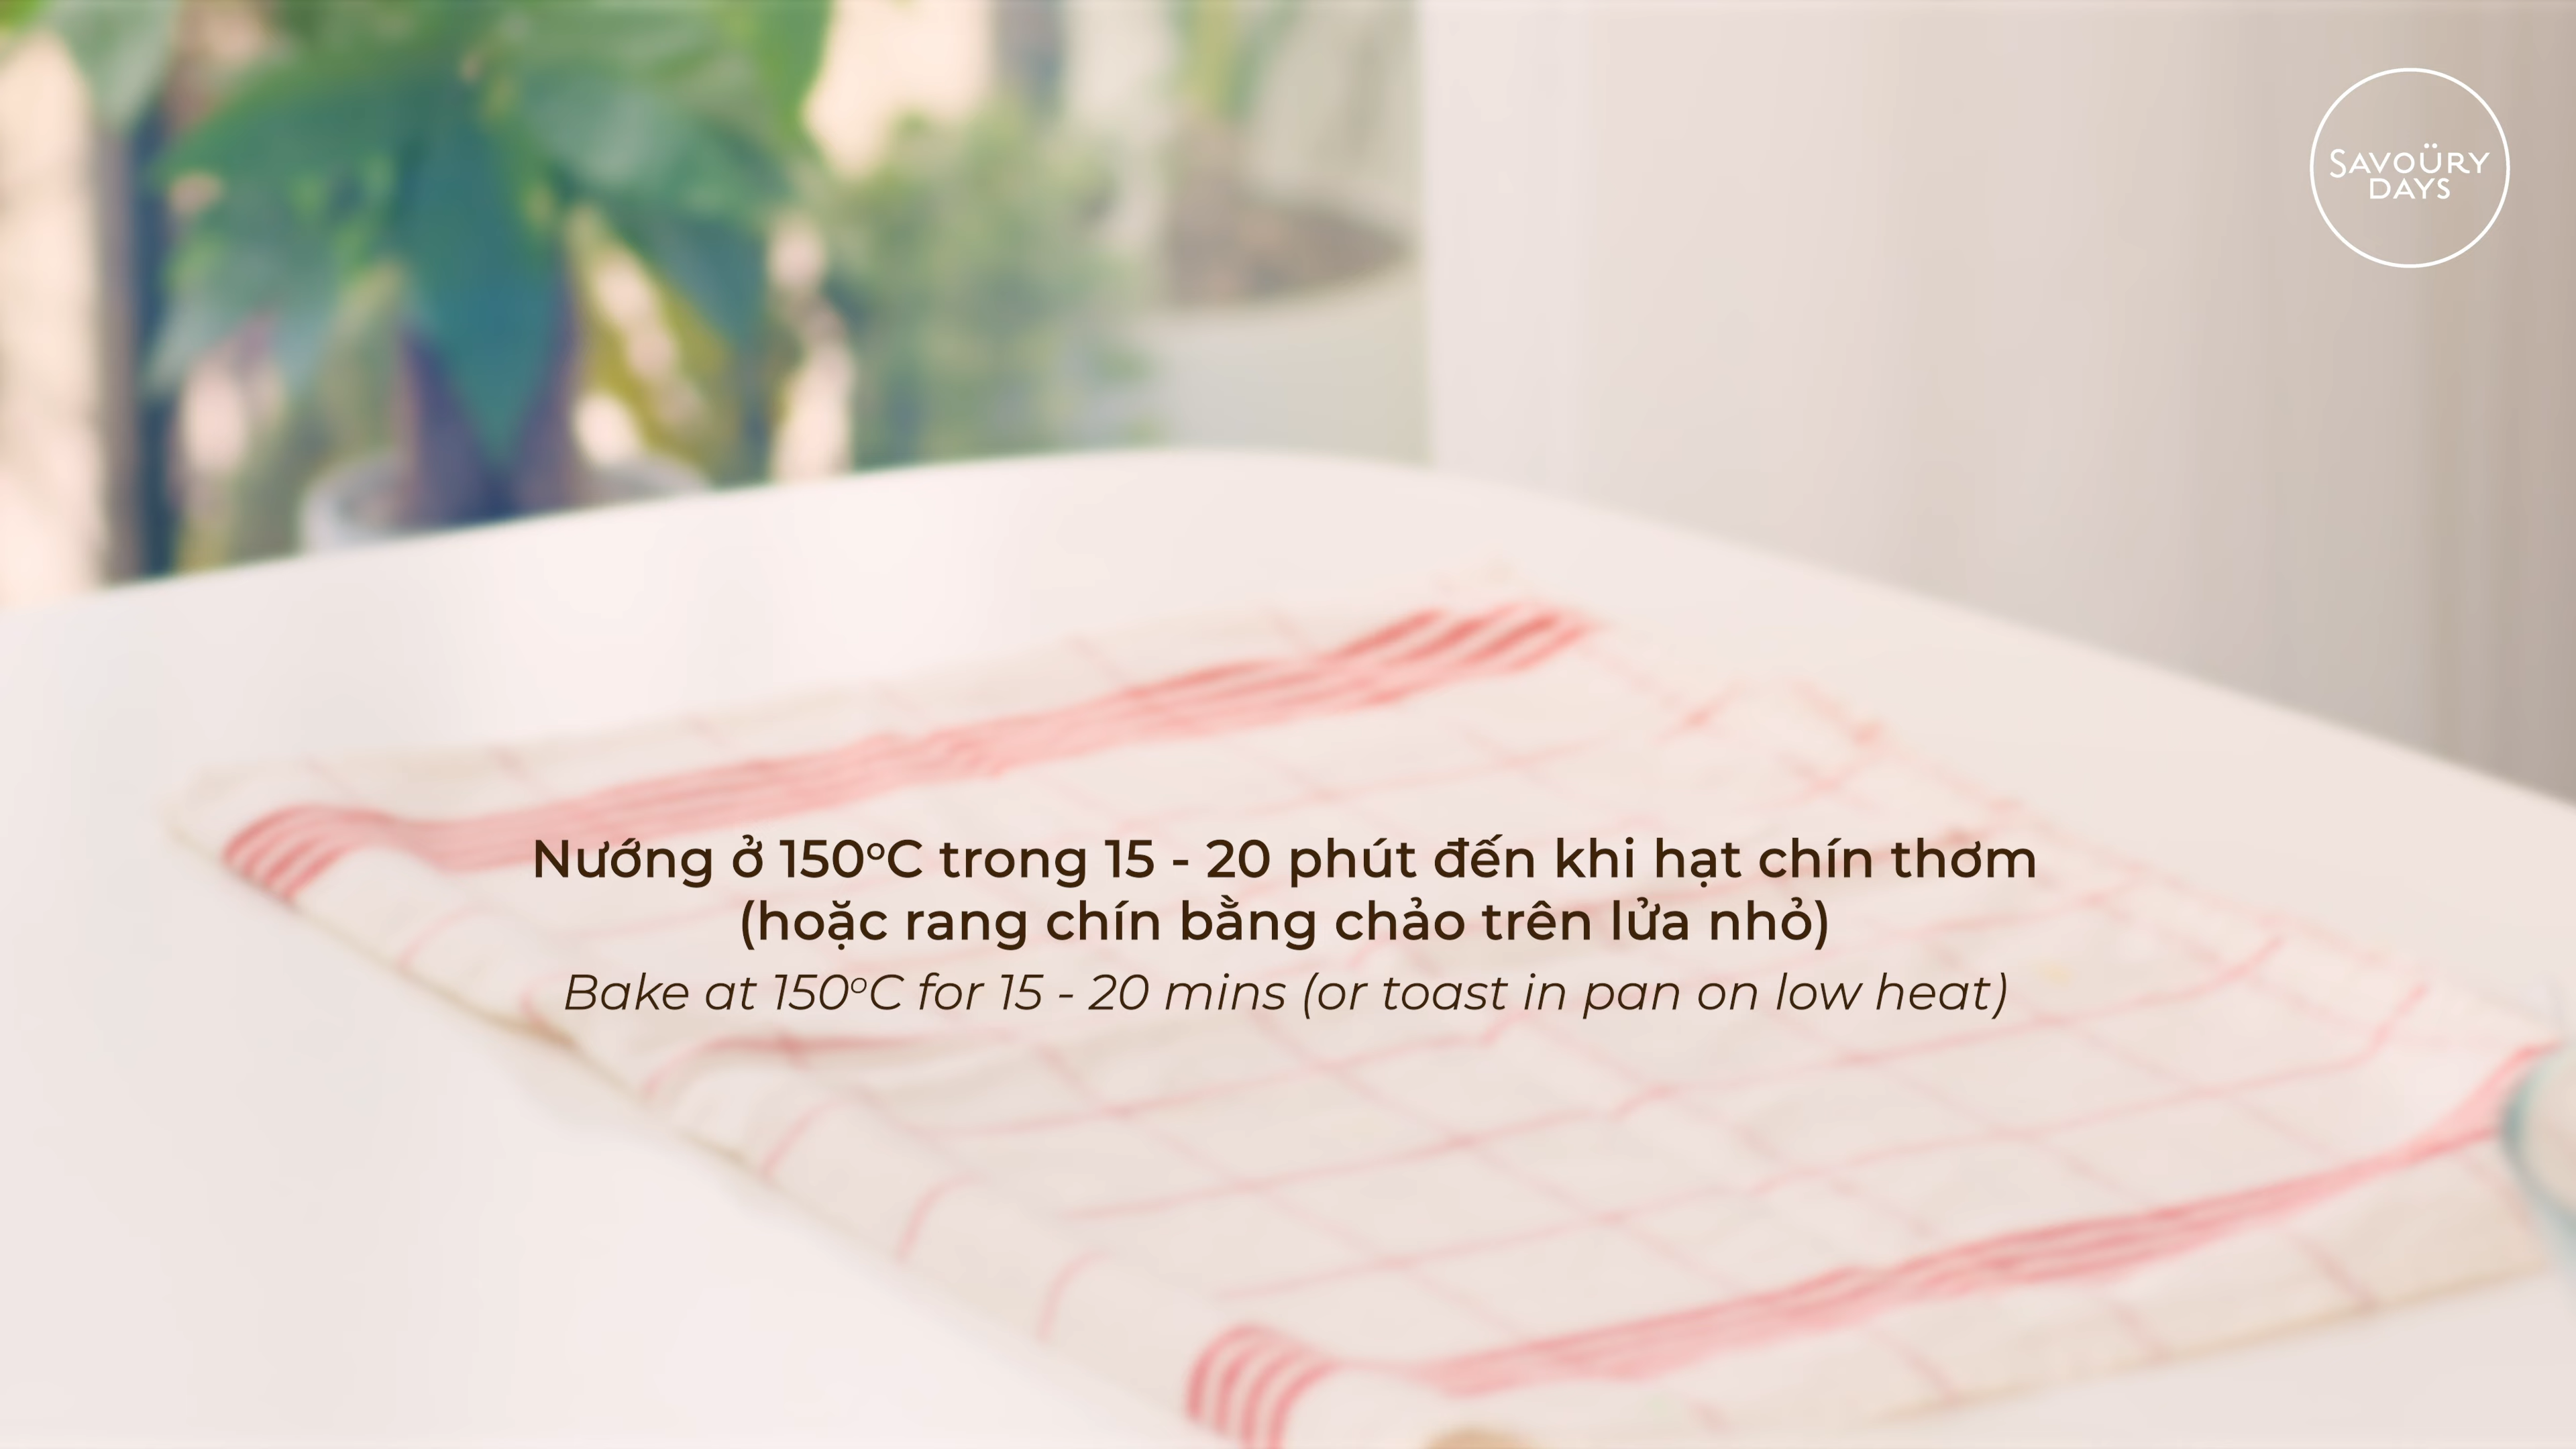 SAVOÜRY
DAYS
Nướng ở 150°C trong 15 - 20 phút đến khi hạt chín thơm
(hoặc rang chín bằng chảo trên lửa nhỏ)
Bake at 150°C for 15 - 20 mins (or toast in pan on low heat)